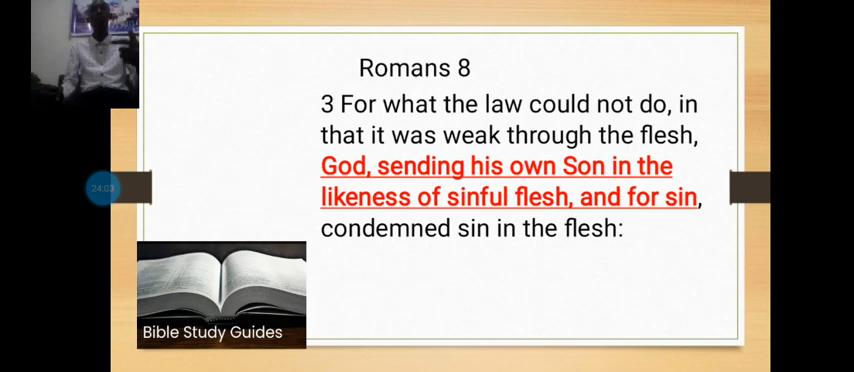 Romans 8
3 For what the law could not do, in
that it was weak through the flesh,
God, sending his own Son in the
likeness of sinful flesh, and for sin,
condemned sin in the flesh:
24:03
Bible Study Guides